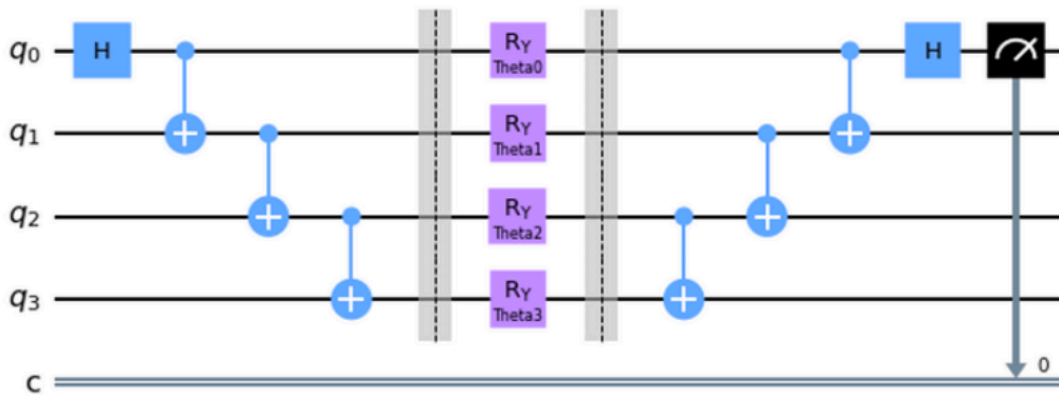 q0 H RY Theta0 H
q1 RY Theta1
q2 RY Theta2
q3 RY Theta3
c 0